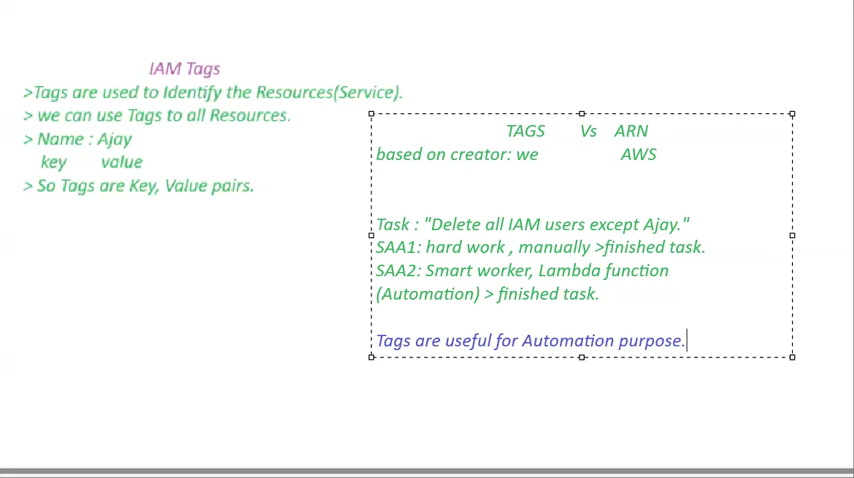 IAM Tags
>Tags are used to Identify the Resources(Service).
> we can use Tags to all Resources.
> Name : Ajay
key value
> So Tags are Key, Value pairs.
TAGS Vs ARN
based on creator: we AWS
Task : "Delete all IAM users except Ajay."
SAA1: hard work , manually >finished task.
SAA2: Smart worker, Lambda function
(Automation) > finished task.
Tags are useful for Automation purpose.